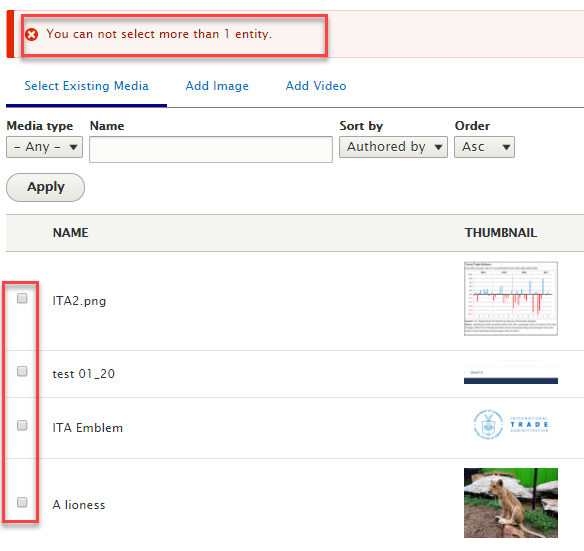 You can not select more than 1 entity.
Select Existing Media Add Image Add Video
Media type Name Sort by Order
- Any - Authored by Asc
Apply
NAME THUMBNAIL
ITA2.png
test 01_20
ITA Emblem
INTERNATIONAL
TRADE
ADMINISTRATION
A lioness